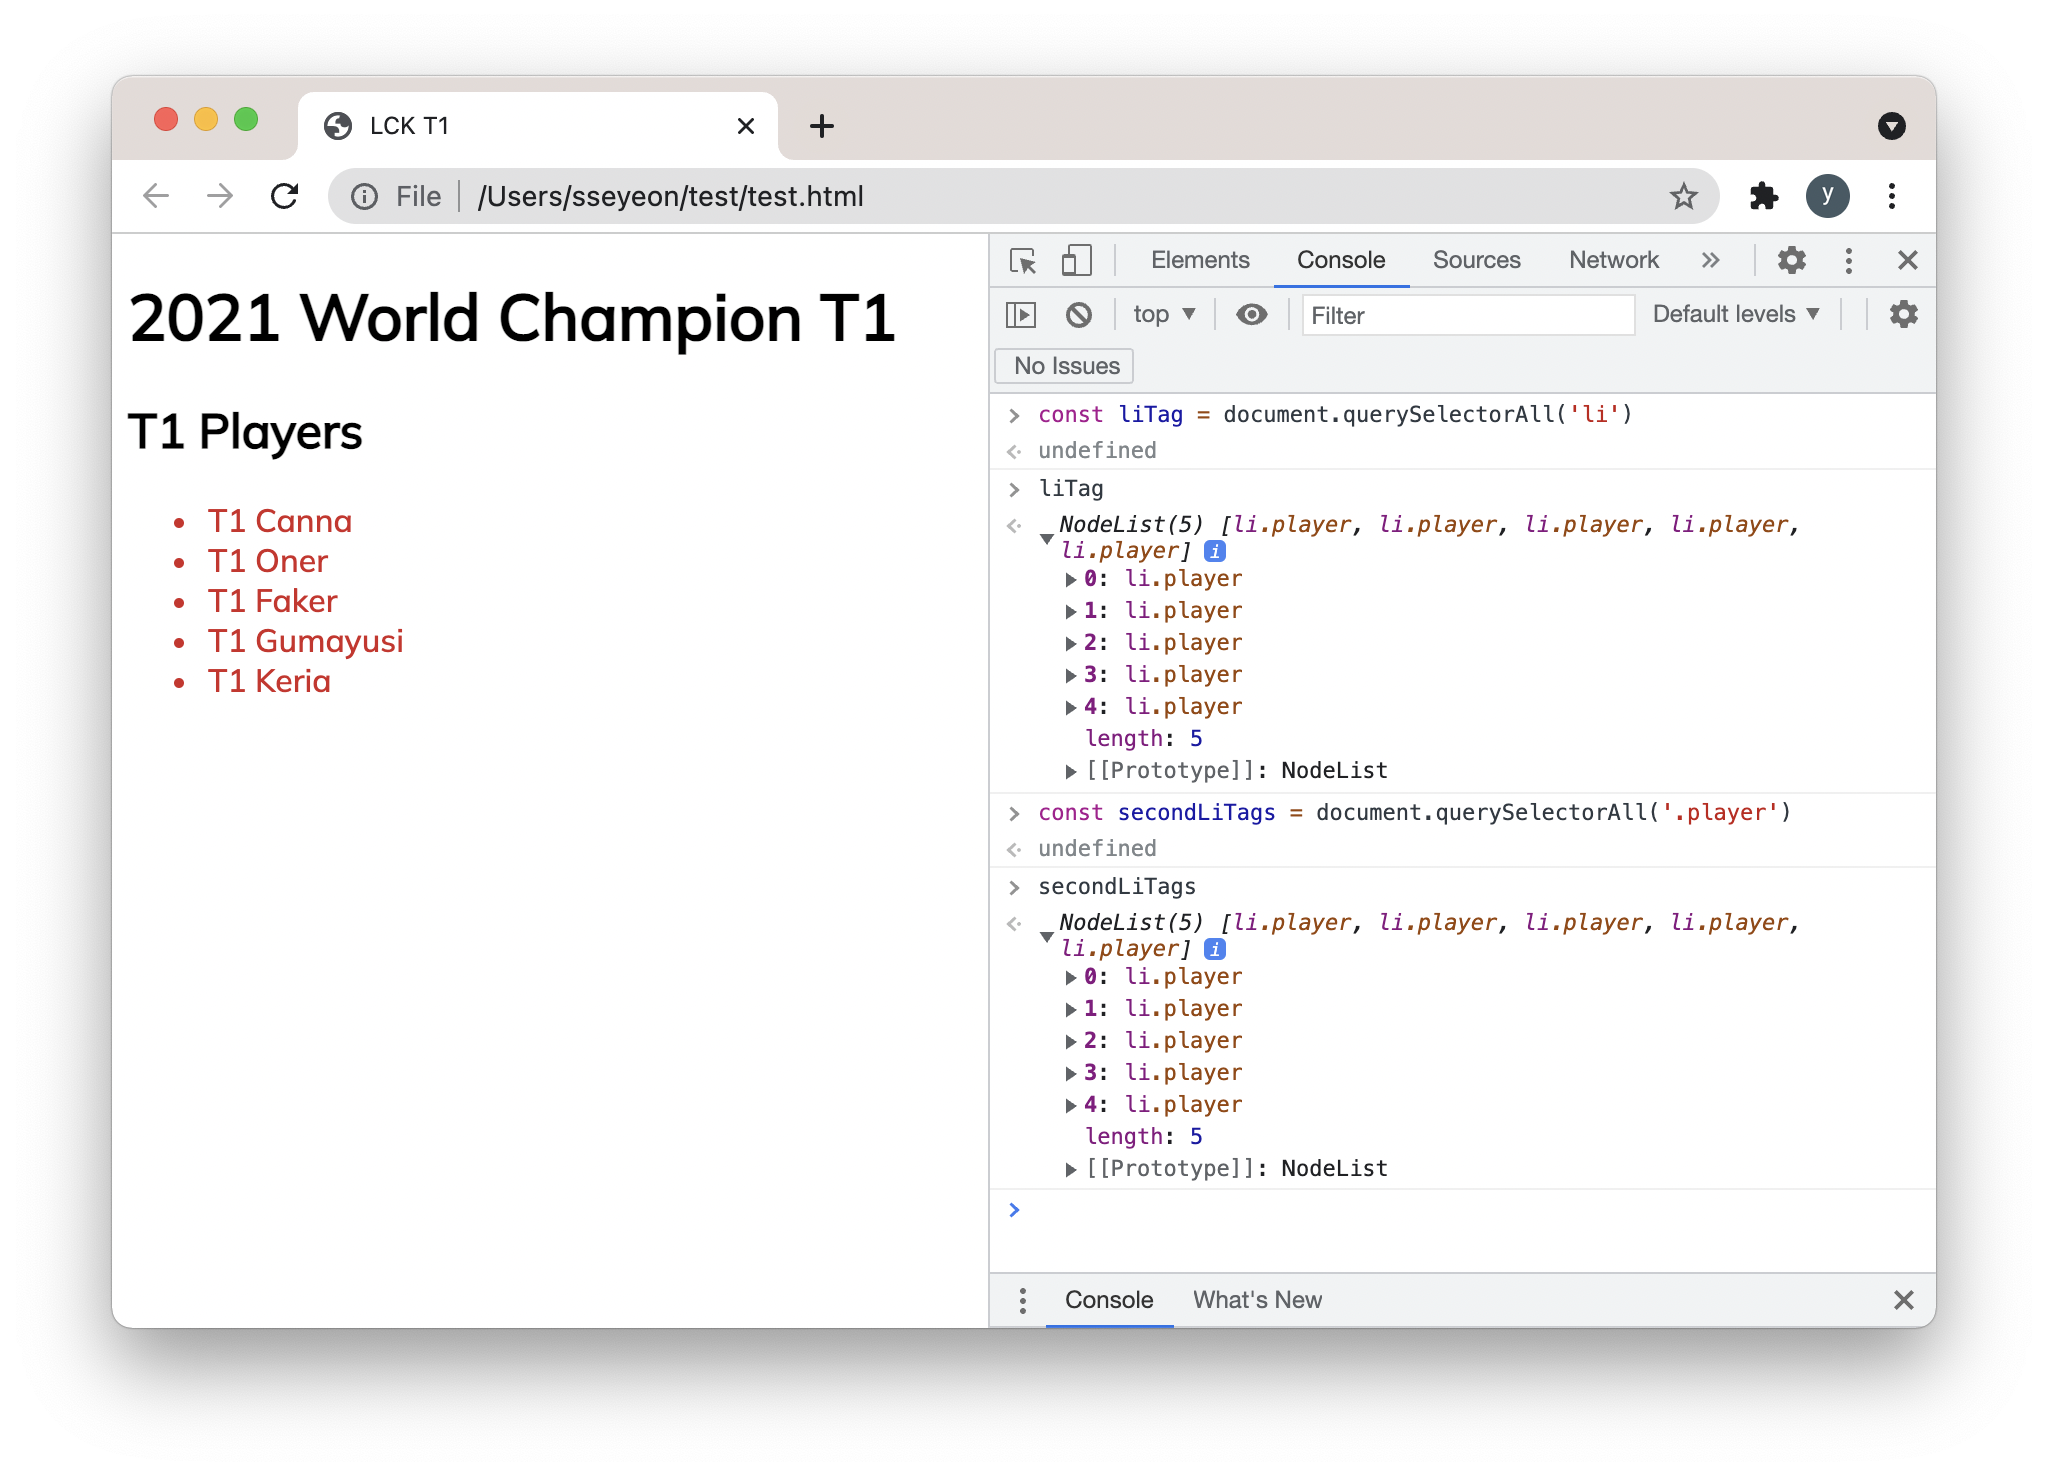 LCK T1
File /Users/sseyeon/test/test.html
y
2021 World Champion T1
T1 Players
T1 Canna
T1 Oner
T1 Faker
T1 Gumayusi
T1 Keria
Elements Console Sources Network
top Filter Default levels
No Issues
const liTag = document.querySelectorAll('li')
undefined
liTag
NodeList(5) [li.player, li.player, li.player, li.player,
li.player] i
0: li.player
1: li.player
2: li.player
3: li.player
4: li.player
length: 5
[[Prototype]]: NodeList
const secondLiTags = document.querySelectorAll('.player')
undefined
secondLiTags
NodeList(5) [li.player, li.player, li.player, li.player,
li.player] i
0: li.player
1: li.player
2: li.player
3: li.player
4: li.player
length: 5
[[Prototype]]: NodeList
Console What's New